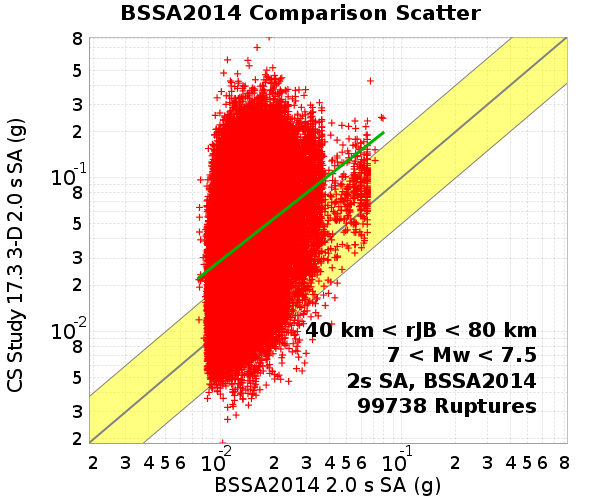 BSSA2014 Comparison Scatter
8
5
3
2
10-1
8
5
3
2
10-2
8
5
3
2
CS Study 17.3 3-D 2.0 s SA (g)
40 km < rJB < 80 km
7 < Mw < 7.5
2s SA, BSSA2014
99738 Ruptures
2 3 4 5 6 10-2 2 3 4 5 6 10-1 2 3 4 5 6 8
BSSA2014 2.0 s SA (g)